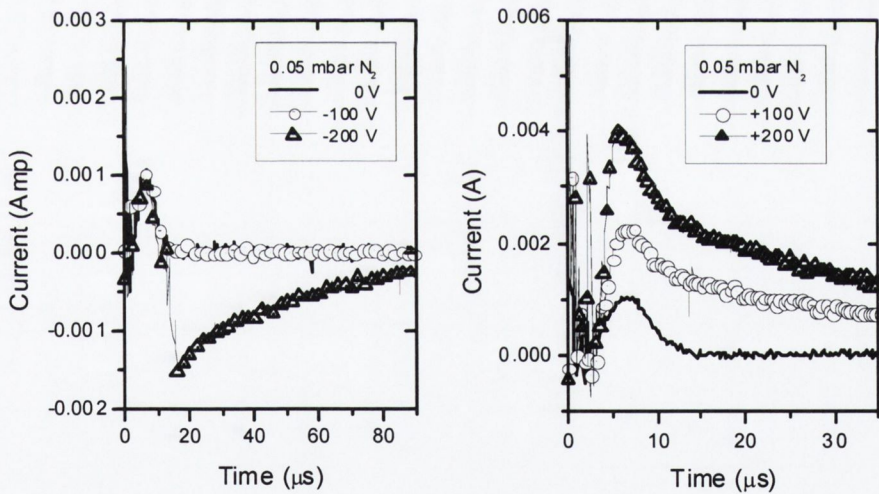 0.003
0.002
0.001
0.000
-0.001
-0.002
Current (Amp)
0.05 mbar N₂
0 V
-100 V
-200 V
0 20 40 60 80
Time (μs)
0.006
0.004
0.002
0.000
Current (A)
0.05 mbar N₂
0 V
+100 V
+200 V
0 10 20 30
Time (μs)